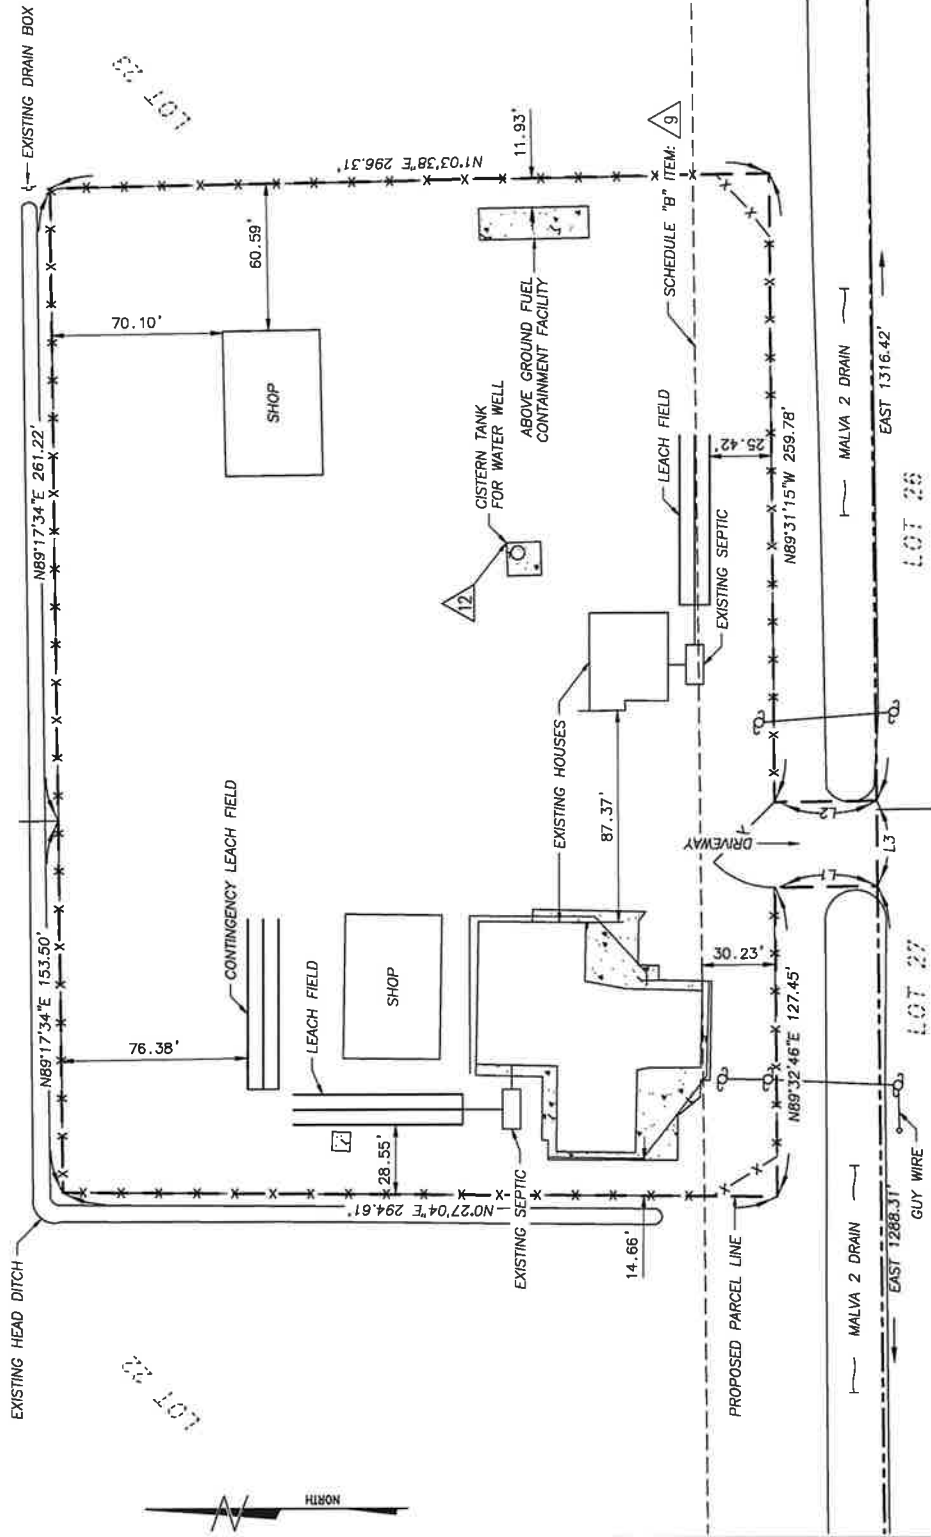 EXISTING HEAD DITCH
EXISTING DRAIN BOX
LOT 22
LOT 23
N89°17'34"E 153.50'
N89°17'34"E 261.22'
76.38'
CONTINGENCY LEACH FIELD
70.10'
60.59'
SHOP
N1°03'38"E 296.31'
LEACH FIELD
SHOP
28.55'
N0°27'04"E 294.61'
EXISTING SEPTIC
12
CISTERN TANK
FOR WATER WELL
ABOVE GROUND FUEL
CONTAINMENT FACILITY
11.93'
EXISTING HOUSES
87.37'
14.66'
LEACH FIELD
SCHEDULE "B" ITEM:
9
EXISTING SEPTIC
25.42'
30.23'
DRIVEWAY
PROPOSED PARCEL LINE
N89°32'46"E 127.45'
N89°31'15"W 259.78'
L1
L2
L3
MALVA 2 DRAIN
MALVA 2 DRAIN
EAST 1288.31'
EAST 1316.42'
GUY WIRE
LOT 27
LOT 26
N
NORTH